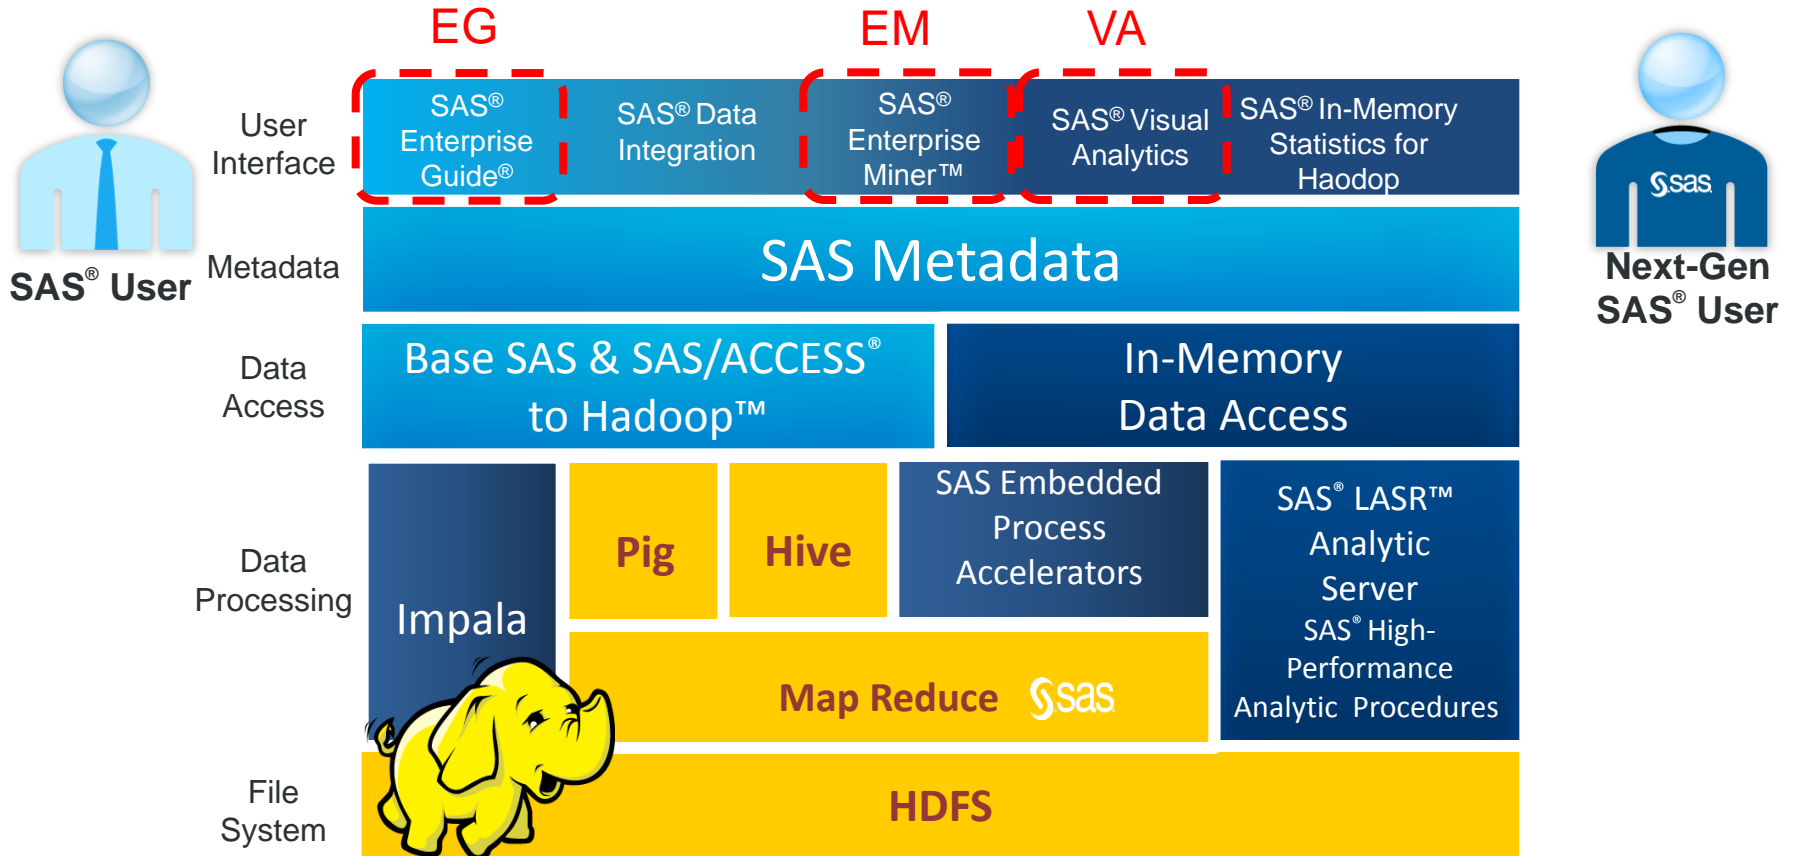 EG
EM
VA
User
Interface
SAS®
Enterprise
Guide®
SAS® Data
Integration
SAS®
Enterprise
Miner™
SAS® Visual
Analytics
SAS® In-Memory
Statistics for
Haodop
SAS® User
sas
Next-Gen
SAS® User
Metadata
SAS Metadata
Data
Access
Base SAS & SAS/ACCESS®
to Hadoop™
In-Memory
Data Access
Data
Processing
Impala
Pig
Hive
SAS Embedded
Process
Accelerators
SAS® LASR™
Analytic
Server
SAS® High-
Performance
Analytic Procedures
Map Reduce sas
File
System
HDFS